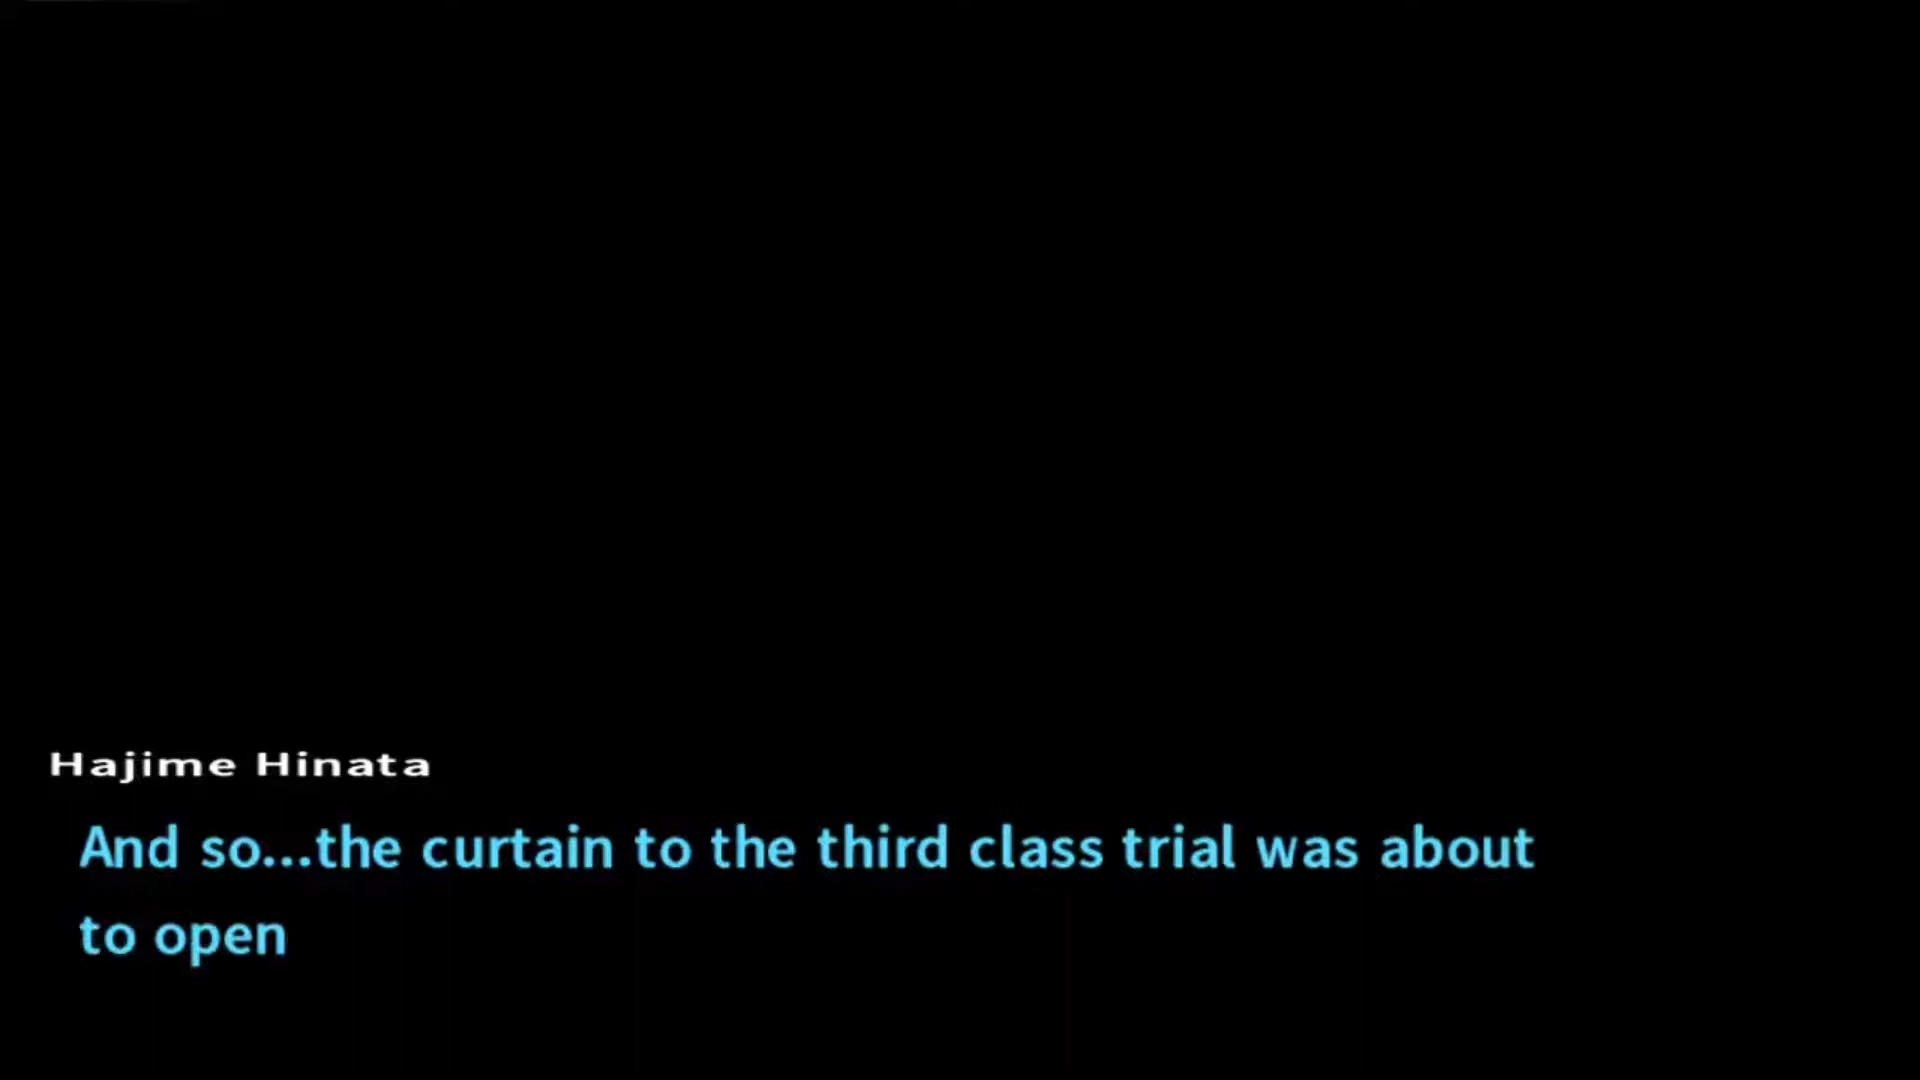 Hajime Hinata
And so...the curtain to the third class trial was about
to open